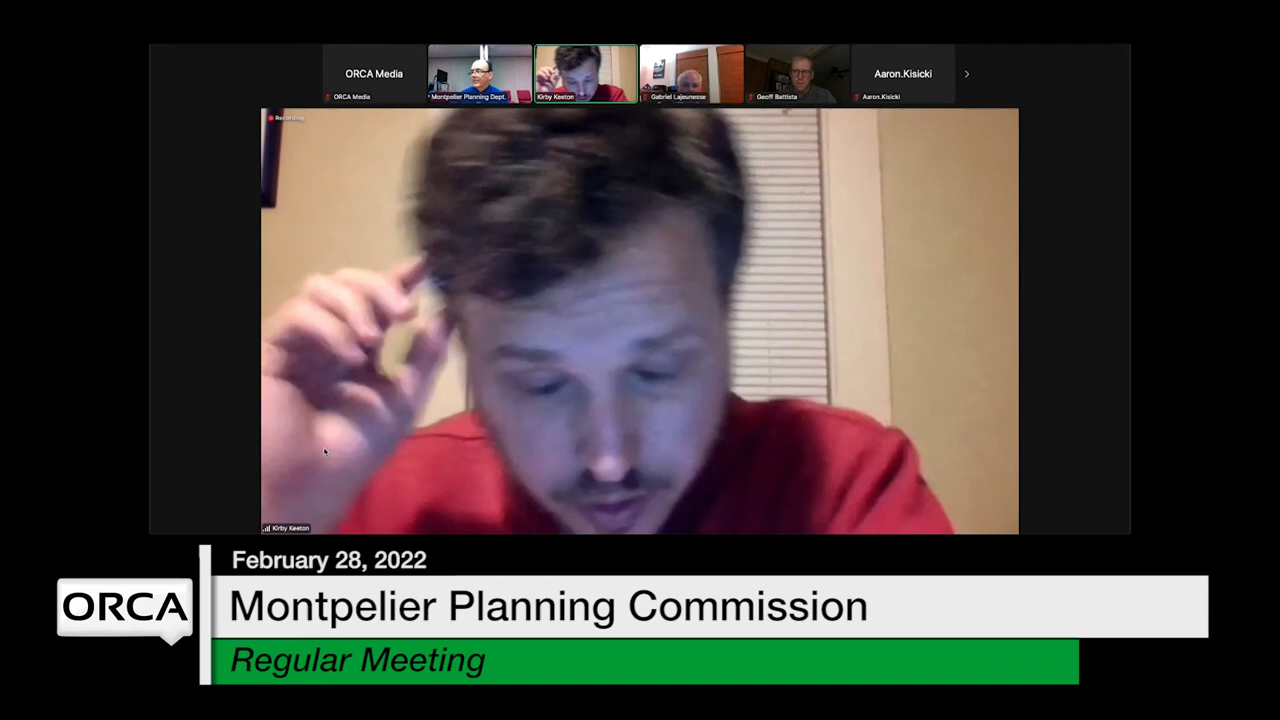 ORCA Media
Aaron.Kisicki
ORCA Media
Montpelier Planning Dept.
Kirby Keeton
Gabriel Lajeunesse
Geoff Battista
Aaron.Kisicki
Recording
Kirby Keeton
February 28, 2022
ORCA
Montpelier Planning Commission
Regular Meeting